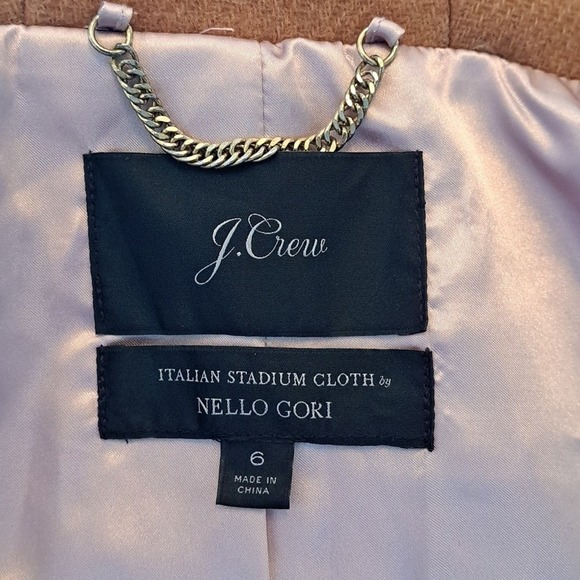 J.Crew
ITALIAN STADIUM CLOTH by
NELLO GORI
6
MADE IN
CHINA